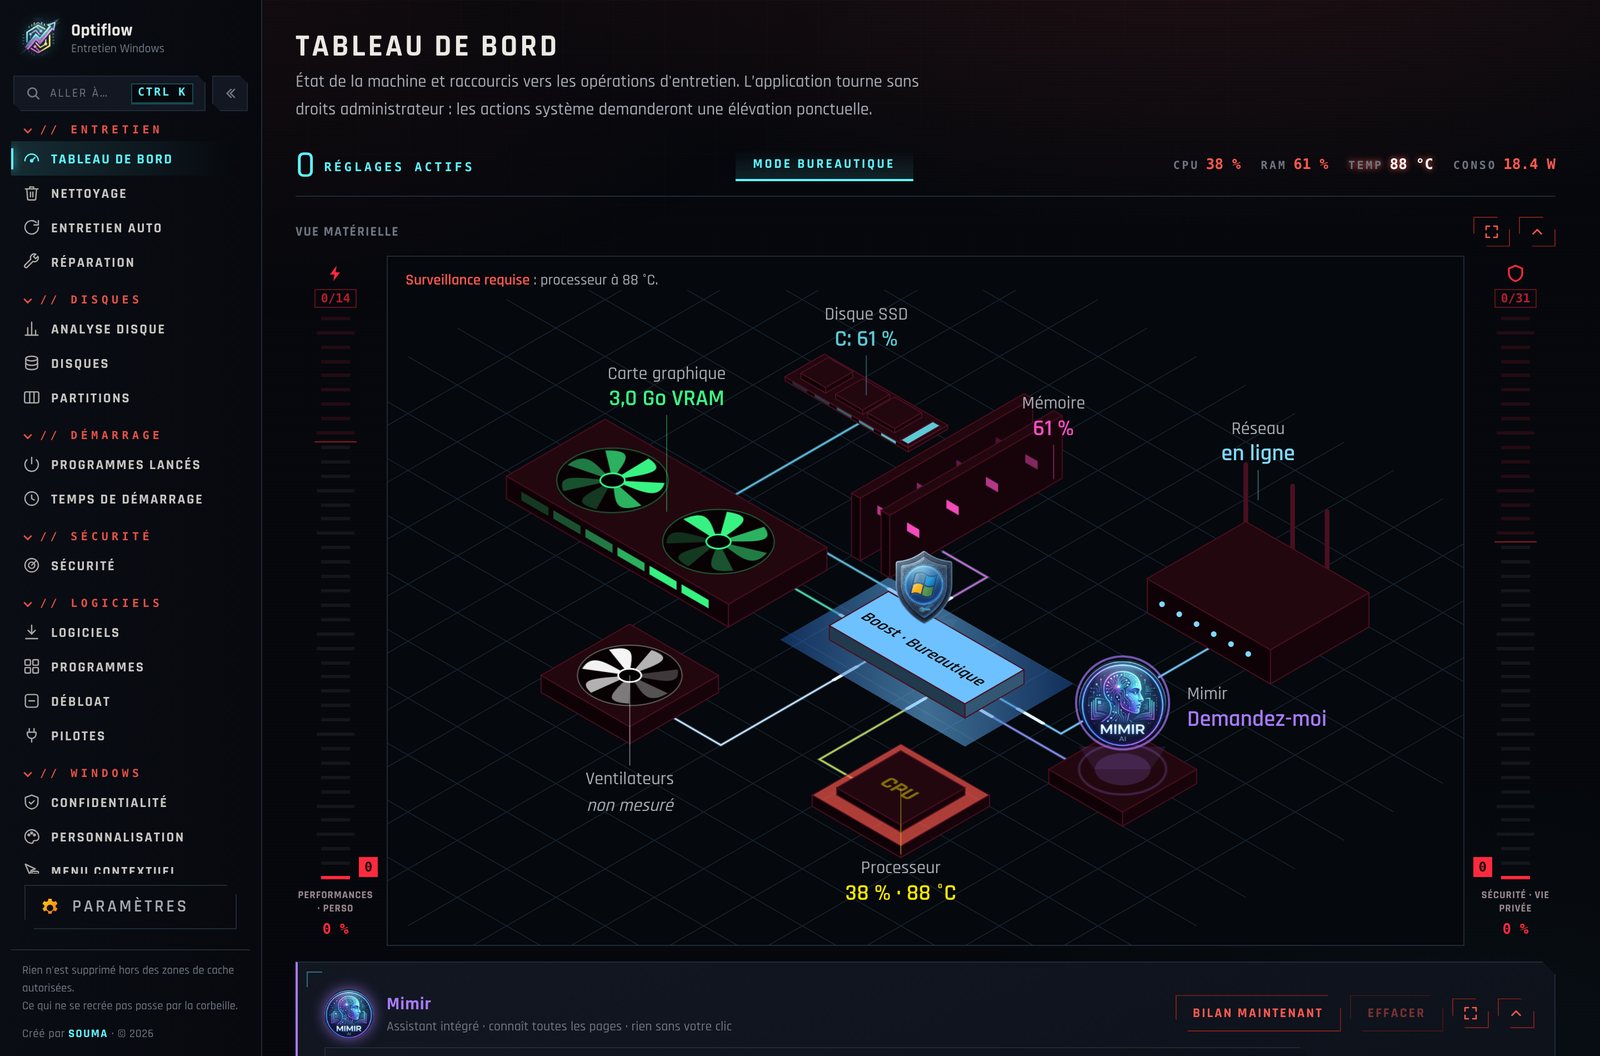 Optiflow
Entretien Windows
ALLER À...
CTRL K
// ENTRETIEN
TABLEAU DE BORD
NETTOYAGE
ENTRETIEN AUTO
RÉPARATION
// DISQUES
ANALYSE DISQUE
DISQUES
PARTITIONS
// DÉMARRAGE
PROGRAMMES LANCÉS
TEMPS DE DÉMARRAGE
// SÉCURITÉ
SÉCURITÉ
// LOGICIELS
LOGICIELS
PROGRAMMES
DÉBLOAT
PILOTES
// WINDOWS
CONFIDENTIALITÉ
PERSONNALISATION
MENU CONTEXTUEL
PARAMÈTRES
Rien n'est supprimé hors des zones de cache
autorisées.
Ce qui ne se recrée pas passe par la corbeille.
Créé par SOUMA · © 2026
TABLEAU DE BORD
État de la machine et raccourcis vers les opérations d'entretien. L'application tourne sans
droits administrateur : les actions système demanderont une élévation ponctuelle.
0 RÉGLAGES ACTIFS
MODE BUREAUTIQUE
CPU 38 % RAM 61 % TEMP 88 °C CONSO 18.4 W
VUE MATÉRIELLE
0/14
0
PERFORMANCES
· PERSO
0 %
Surveillance requise : processeur à 88 °C.
Disque SSD
C: 61 %
Carte graphique
3,0 Go VRAM
Mémoire
61 %
Réseau
en ligne
Boost · Bureautique
MIMIR
AI
Mimir
Demandez-moi
Ventilateurs
non mesuré
CPU
Processeur
38 % · 88 °C
0/31
0
SÉCURITÉ · VIE
PRIVÉE
0 %
MIMIR
Mimir
Assistant intégré · connaît toutes les pages · rien sans votre clic
BILAN MAINTENANT
EFFACER